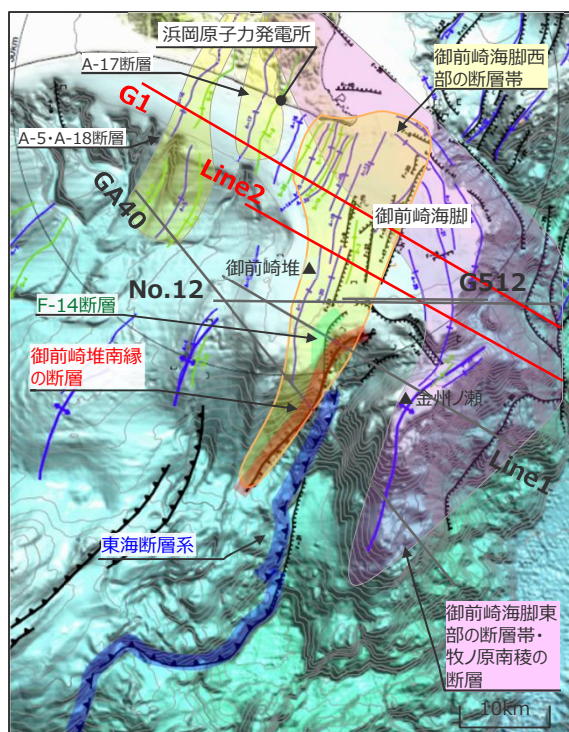 浜岡原子力発電所
A-17断層
御前崎海脚西
部の断層帯
G1
A-5・A-18断層
Line2
GA40
御前崎海脚
御前崎堆▲
G512
No.12
F-14断層
御前崎堆南縁
の断層
▲金州ノ瀬
Line1
東海断層系
御前崎海脚東
部の断層帯・
牧ノ原南稜の
断層
10km